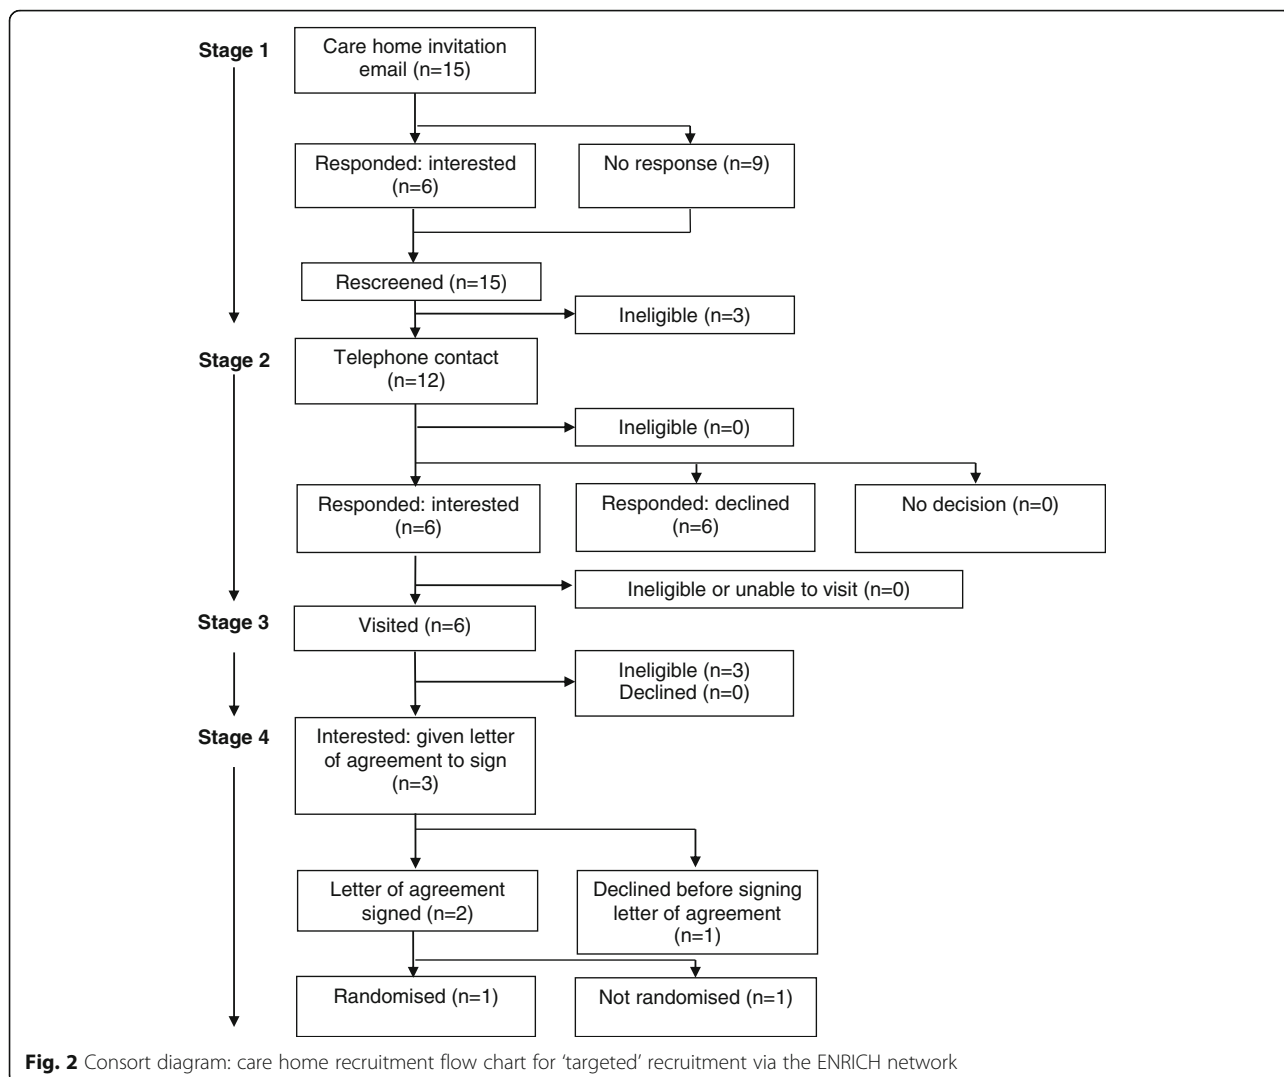 Stage 1
Care home invitation
email (n=15)
Responded: interested
(n=6)
No response (n=9)
Rescreened (n=15)
Ineligible (n=3)
Stage 2
Telephone contact
(n=12)
Ineligible (n=0)
Responded: interested
(n=6)
Responded: declined
(n=6)
No decision (n=0)
Ineligible or unable to visit (n=0)
Stage 3
Visited (n=6)
Ineligible (n=3)
Declined (n=0)
Stage 4
Interested: given letter
of agreement to sign
(n=3)
Letter of agreement
signed (n=2)
Declined before signing
letter of agreement
(n=1)
Randomised (n=1)
Not randomised (n=1)
Fig. 2 Consort diagram: care home recruitment flow chart for ‘targeted’ recruitment via the ENRICH network